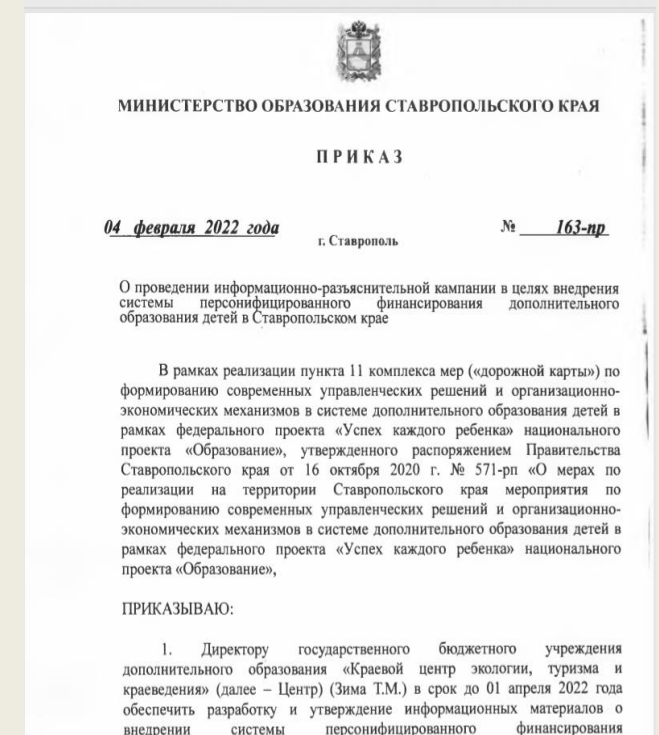 МИНИСТЕРСТВО ОБРАЗОВАНИЯ СТАВРОПОЛЬСКОГО КРАЯ
ПРИКАЗ
04 февраля 2022 года
г. Ставрополь
№ 163-пр
О проведении информационно-разъяснительной кампании в целях внедрения
системы персонифицированного финансирования дополнительного
образования детей в Ставропольском крае
В рамках реализации пункта 11 комплекса мер («дорожной карты») по
формированию современных управленческих решений и организационно-
экономических механизмов в системе дополнительного образования детей в
рамках федерального проекта «Успех каждого ребенка» национального
проекта «Образование», утвержденного распоряжением Правительства
Ставропольского края от 16 октября 2020 г. № 571-рп «О мерах по
реализации на территории Ставропольского края мероприятия по
формированию современных управленческих решений и организационно-
экономических механизмов в системе дополнительного образования детей в
рамках федерального проекта «Успех каждого ребенка» национального
проекта «Образование»,
ПРИКАЗЫВАЮ:
1. Директору государственного бюджетного учреждения
дополнительного образования «Краевой центр экологии, туризма и
краеведения» (далее – Центр) (Зима Т.М.) в срок до 01 апреля 2022 года
обеспечить разработку и утверждение информационных материалов о
внедрении системы персонифицированного финансирования